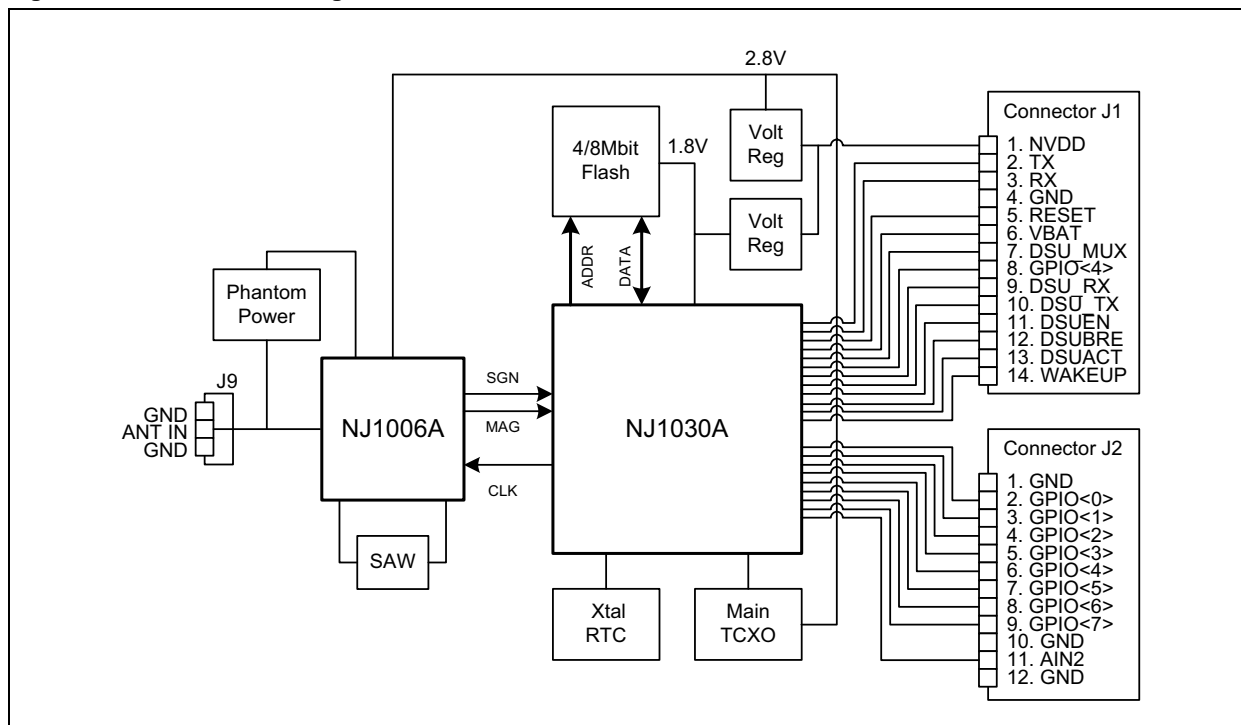 2.8V
Connector J1
1. NVDD
2. TX
3. RX
4. GND
5. RESET
6. VBAT
7. DSU_MUX
8. GPIO<4>
9. DSU_RX
10. DSU_TX
11. DSUEN
12. DSUBRE
13. DSUACT
14. WAKEUP
4/8Mbit
Flash
1.8V
Volt
Reg
Volt
Reg
ADDR
DATA
Phantom
Power
J9
GND
ANT IN
GND
NJ1006A
SGN
MAG
CLK
NJ1030A
SAW
Xtal
RTC
Main
TCXO
Connector J2
1. GND
2. GPIO<0>
3. GPIO<1>
4. GPIO<2>
5. GPIO<3>
6. GPIO<4>
7. GPIO<5>
8. GPIO<6>
9. GPIO<7>
10. GND
11. AIN2
12. GND